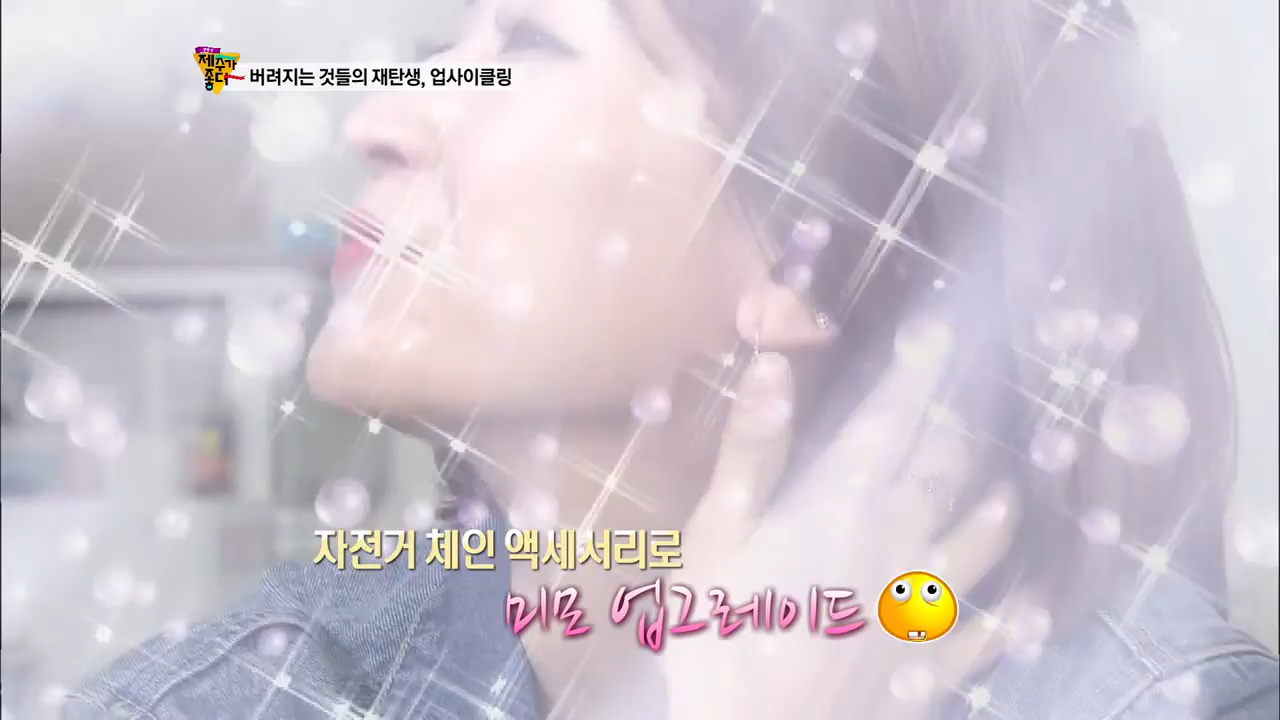 제주가
좋다
버려지는 것들의 재탄생, 업사이클링
자전거 체인 액세서리로
미모 업그레이드